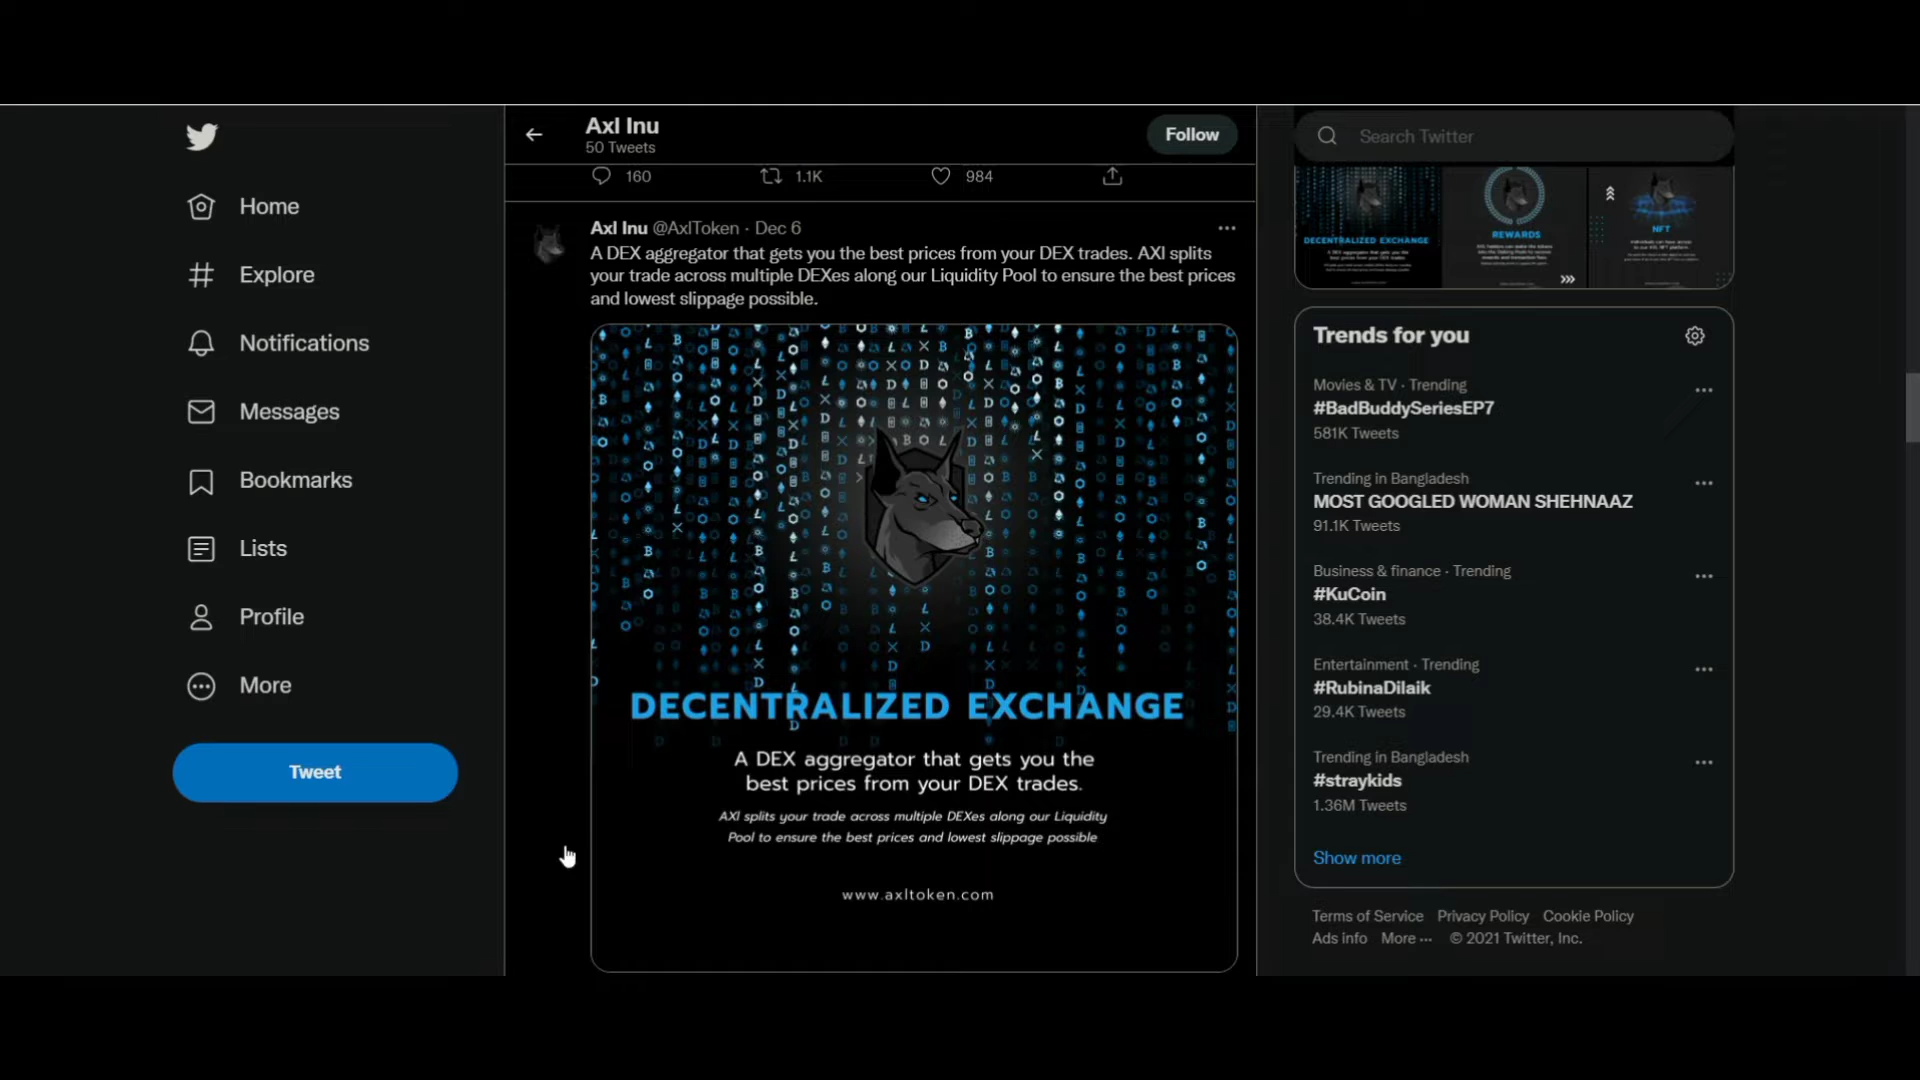 Home
Explore
Notifications
Messages
Bookmarks
Lists
Profile
More
Tweet
Axl Inu
50 Tweets
Follow
160
1.1K
984
Axl Inu @AxlToken · Dec 6
A DEX aggregator that gets you the best prices from your DEX trades. AXI splits
your trade across multiple DEXes along our Liquidity Pool to ensure the best prices
and lowest slippage possible.
DECENTRALIZED EXCHANGE
A DEX aggregator that gets you the
best prices from your DEX trades.
AXl splits your trade across multiple DEXes along our Liquidity
Pool to ensure the best prices and lowest slippage possible
www.axltoken.com
Search Twitter
DECENTRALIZED EXCHANGE
REWARDS
NFT
Trends for you
Movies & TV · Trending
#BadBuddySeriesEP7
581K Tweets
Trending in Bangladesh
MOST GOOGLED WOMAN SHEHNAAZ
91.1K Tweets
Business & finance · Trending
#KuCoin
38.4K Tweets
Entertainment · Trending
#RubinaDilaik
29.4K Tweets
Trending in Bangladesh
#straykids
1.36M Tweets
Show more
Terms of Service Privacy Policy Cookie Policy
Ads info More ··· © 2021 Twitter, Inc.